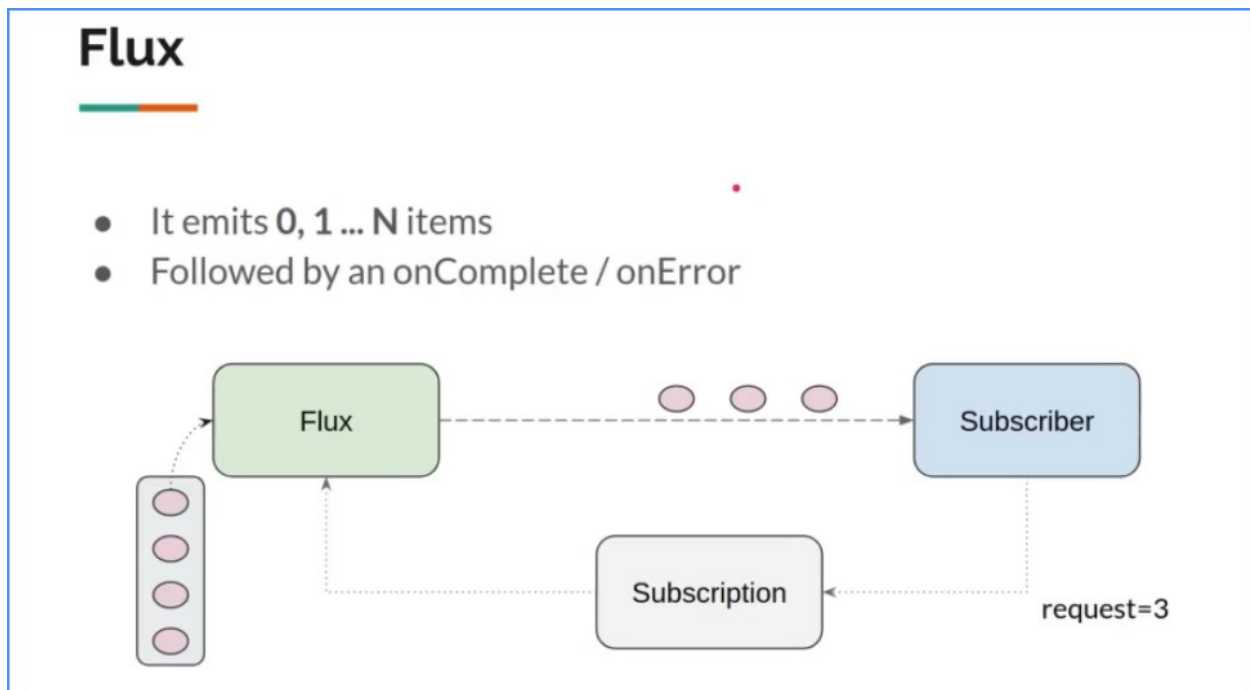 Flux
● It emits 0, 1 ... N items
● Followed by an onComplete / onError
Flux
Subscriber
Subscription
request=3